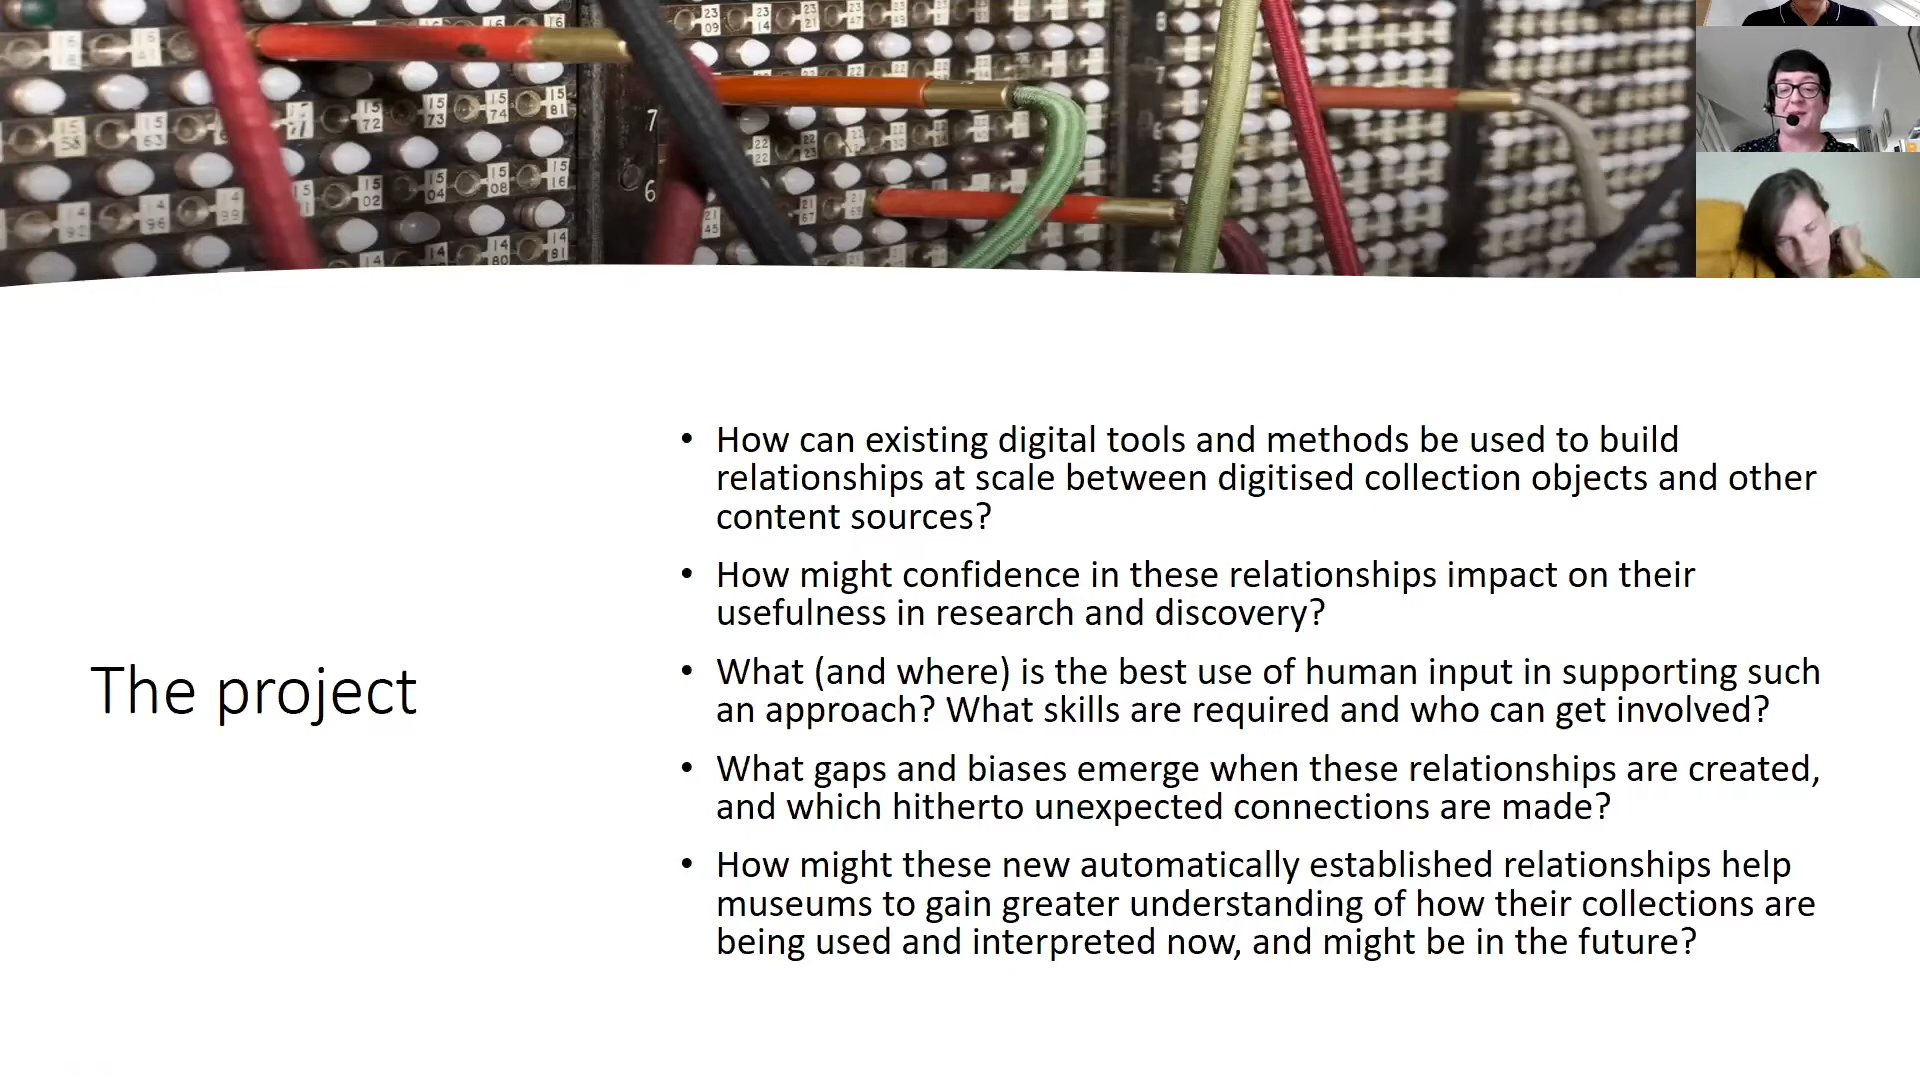 The project
• How can existing digital tools and methods be used to build
relationships at scale between digitised collection objects and other
content sources?
• How might confidence in these relationships impact on their
usefulness in research and discovery?
• What (and where) is the best use of human input in supporting such
an approach? What skills are required and who can get involved?
• What gaps and biases emerge when these relationships are created,
and which hitherto unexpected connections are made?
• How might these new automatically established relationships help
museums to gain greater understanding of how their collections are
being used and interpreted now, and might be in the future?